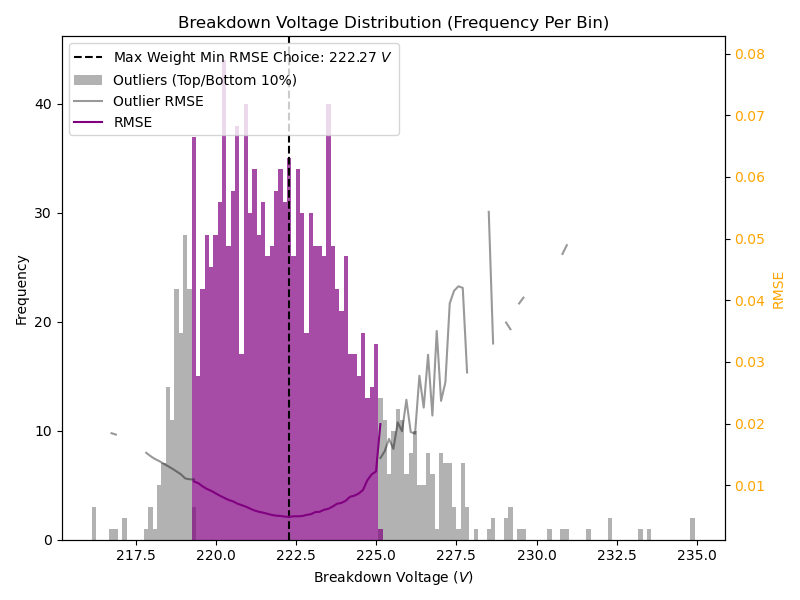 Breakdown Voltage Distribution (Frequency Per Bin)
Max Weight Min RMSE Choice: 222.27 V
Outliers (Top/Bottom 10%)
Outlier RMSE
RMSE
Frequency
40
30
20
10
0
0.08
0.07
0.06
0.05
0.04
0.03
0.02
0.01
RMSE
217.5 220.0 222.5 225.0 227.5 230.0 232.5 235.0
Breakdown Voltage (V)